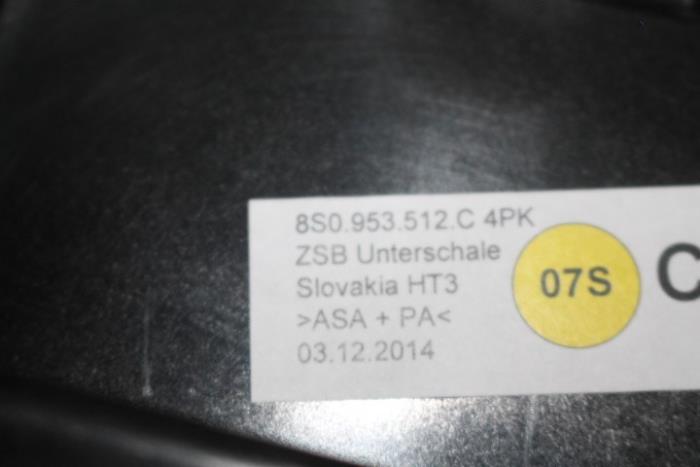 8S0.953.512.C 4PK
ZSB Unterschale
Slovakia HT3
>ASA + PA<
03.12.2014
07S
C